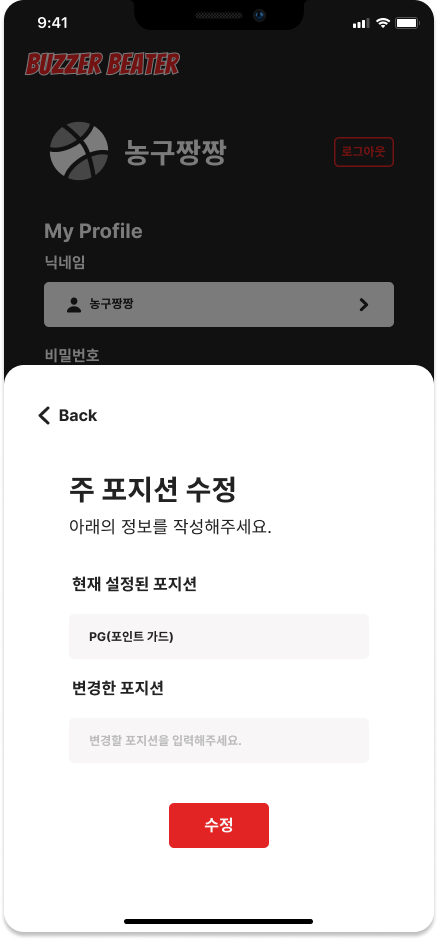 9:41
BUZZER BEATER
농구짱짱
로그아웃
My Profile
닉네임
농구짱짱
비밀번호
Back
주 포지션 수정
아래의 정보를 작성해주세요.
현재 설정된 포지션
PG(포인트 가드)
변경한 포지션
변경할 포지션을 입력해주세요.
수정